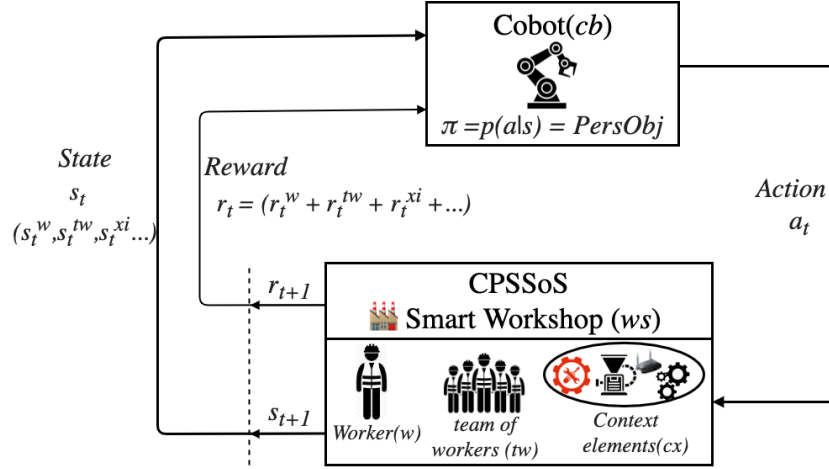 Cobot(cb)
π =p(a|s) = PersObj
State
s_t
(s_t^w,s_t^tw,s_t^xi...)
Reward
r_t = (r_t^w + r_t^tw + r_t^xi +...)
Action
a_t
r_t+1
CPSSoS
Smart Workshop (ws)
s_t+1
Worker(w)
team of
workers (tw)
Context
elements(cx)